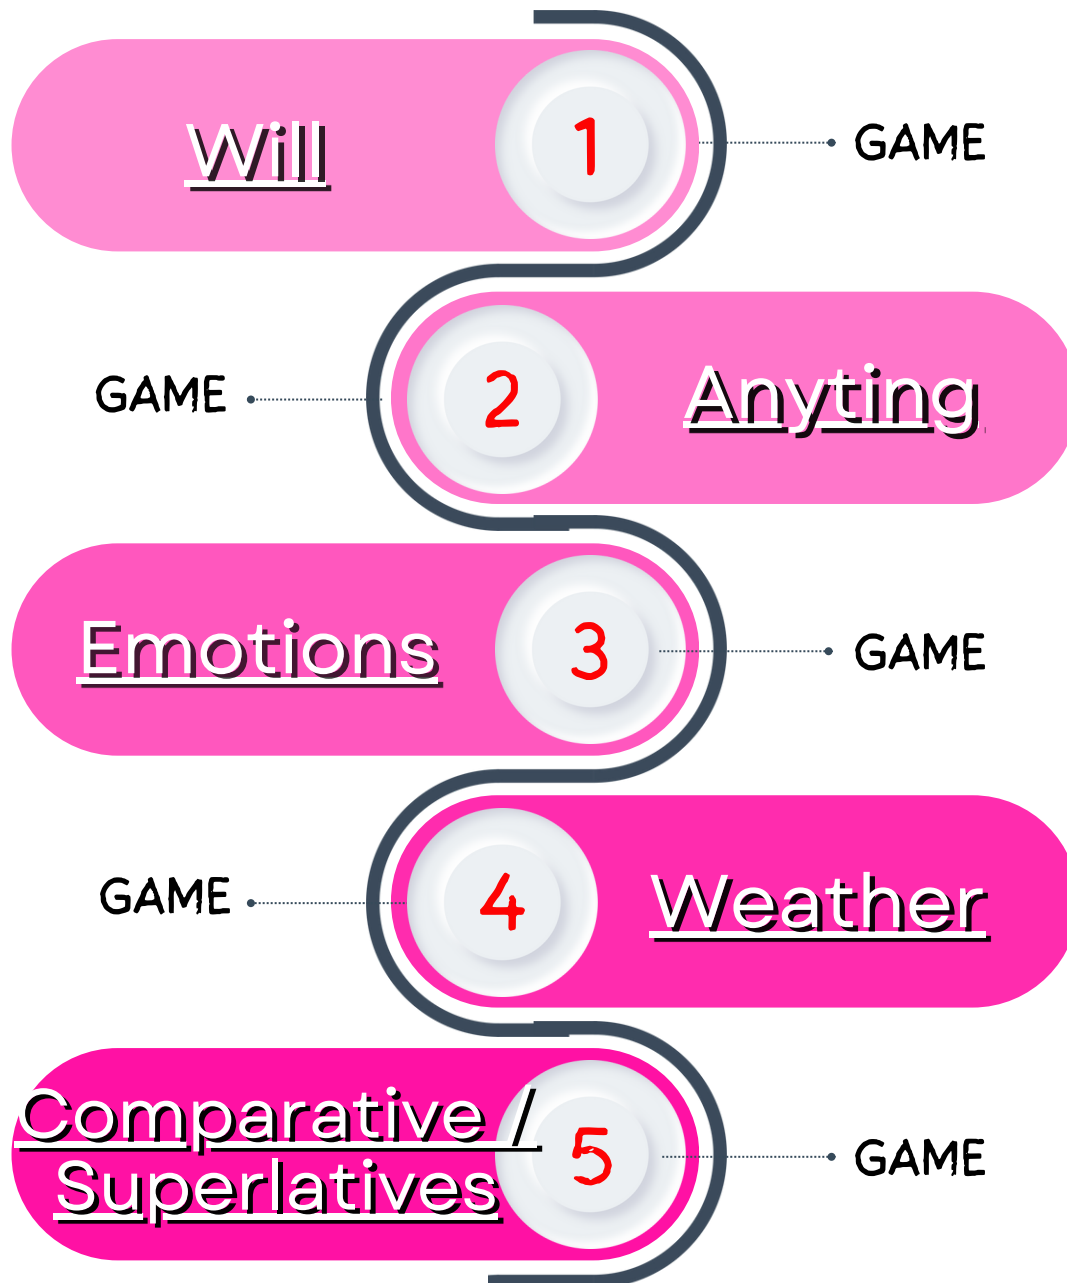 Will
1
GAME
GAME
2
Anyting
Emotions
3
GAME
GAME
4
Weather
Comparative /
Superlatives
5
GAME